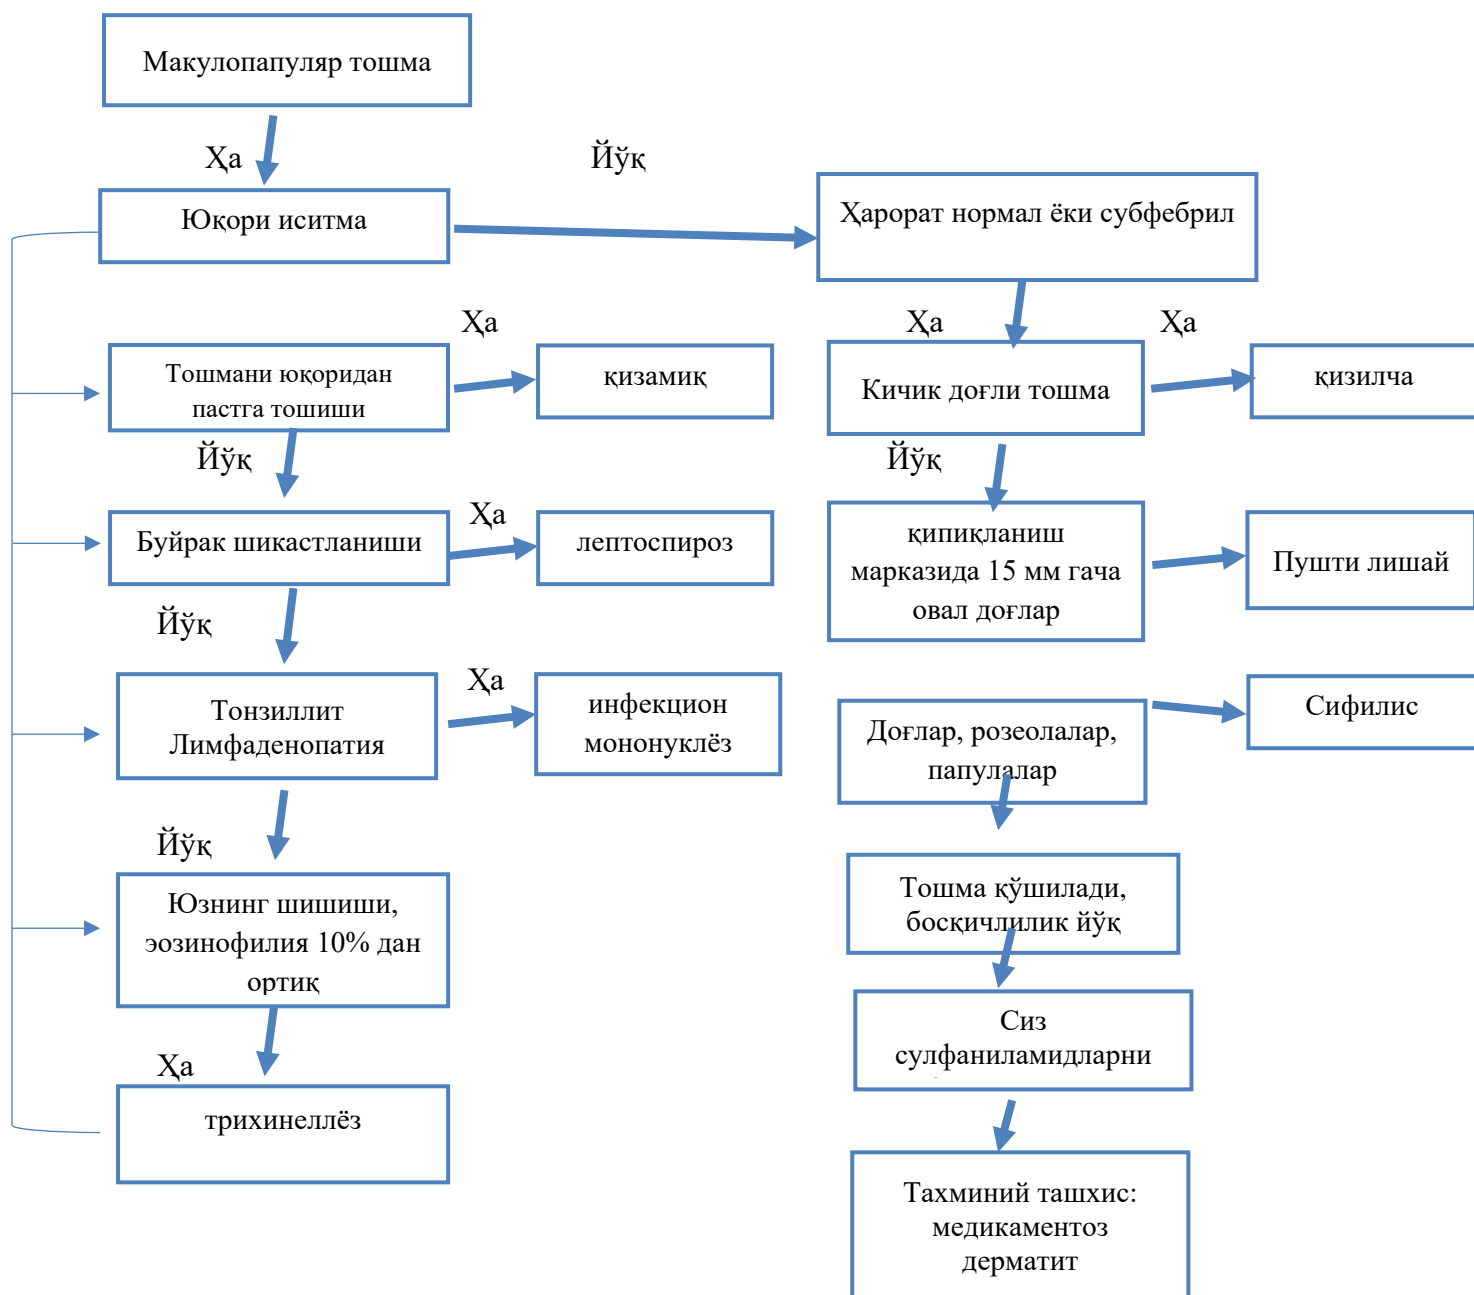 Макулопапуляр тошма
Ҳа
Йўқ
Юқори иситма
Ҳарорат нормал ёки субфебрил
Ҳа
Ҳа
Ҳа
Тошмани юқоридан
пастга тошиши
қизамиқ
Кичик доғли тошма
қизилча
Йўқ
Йўқ
Буйрак шикастланиши
Ҳа
лептоспироз
қипиқланиш
марказида 15 мм гача
овал доғлар
Пушти лишай
Йўқ
Тонзиллит
Лимфаденопатия
Ҳа
инфекцион
мононуклёз
Доғлар, розеолалар,
папулалар
Сифилис
Йўқ
Юзнинг шишиши,
эозинофилия 10% дан
ортиқ
Тошма қўшилади,
босқичлилик йўқ
Ҳа
трихинеллёз
Сиз
сулфаниламидларни
Тахминий ташхис:
медикаментоз
дерматит